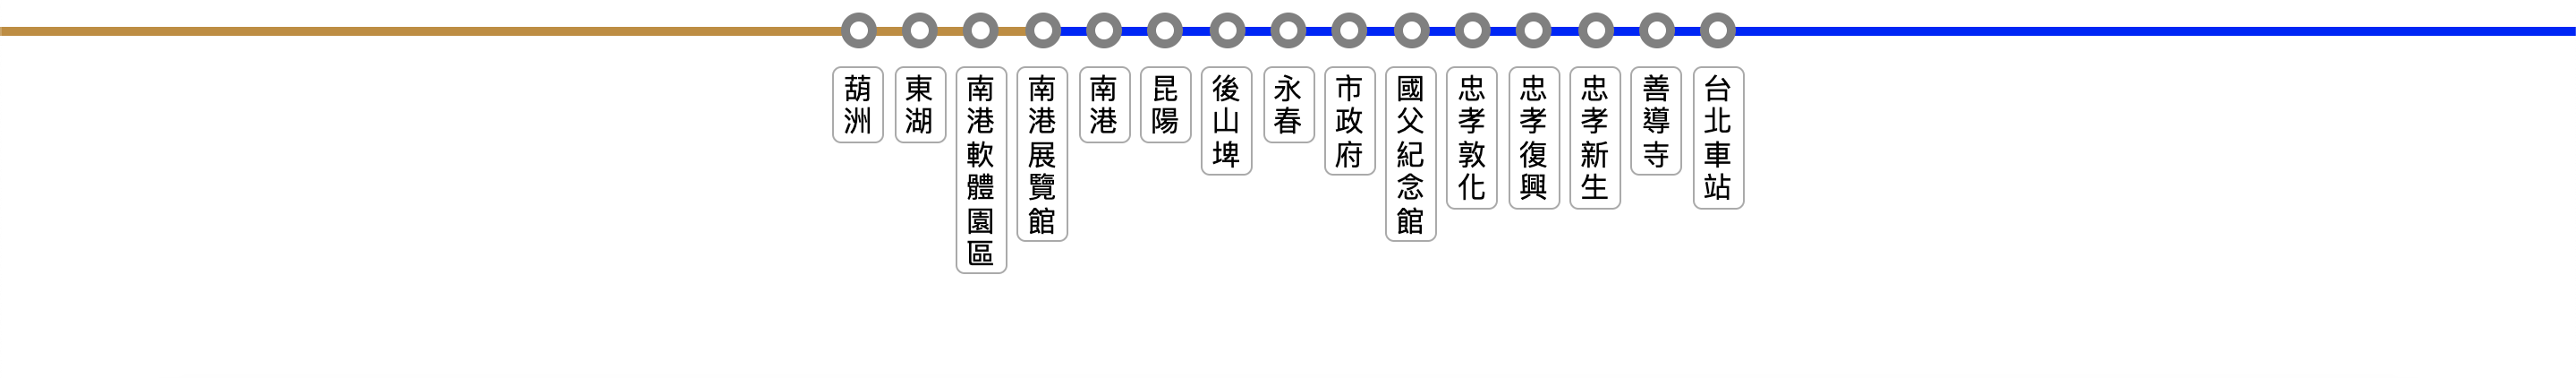 葫洲
東湖
南港軟體園區
南港展覽館
南港
昆陽
後山埤
永春
市政府
國父紀念館
忠孝敦化
忠孝復興
忠孝新生
善導寺
台北車站